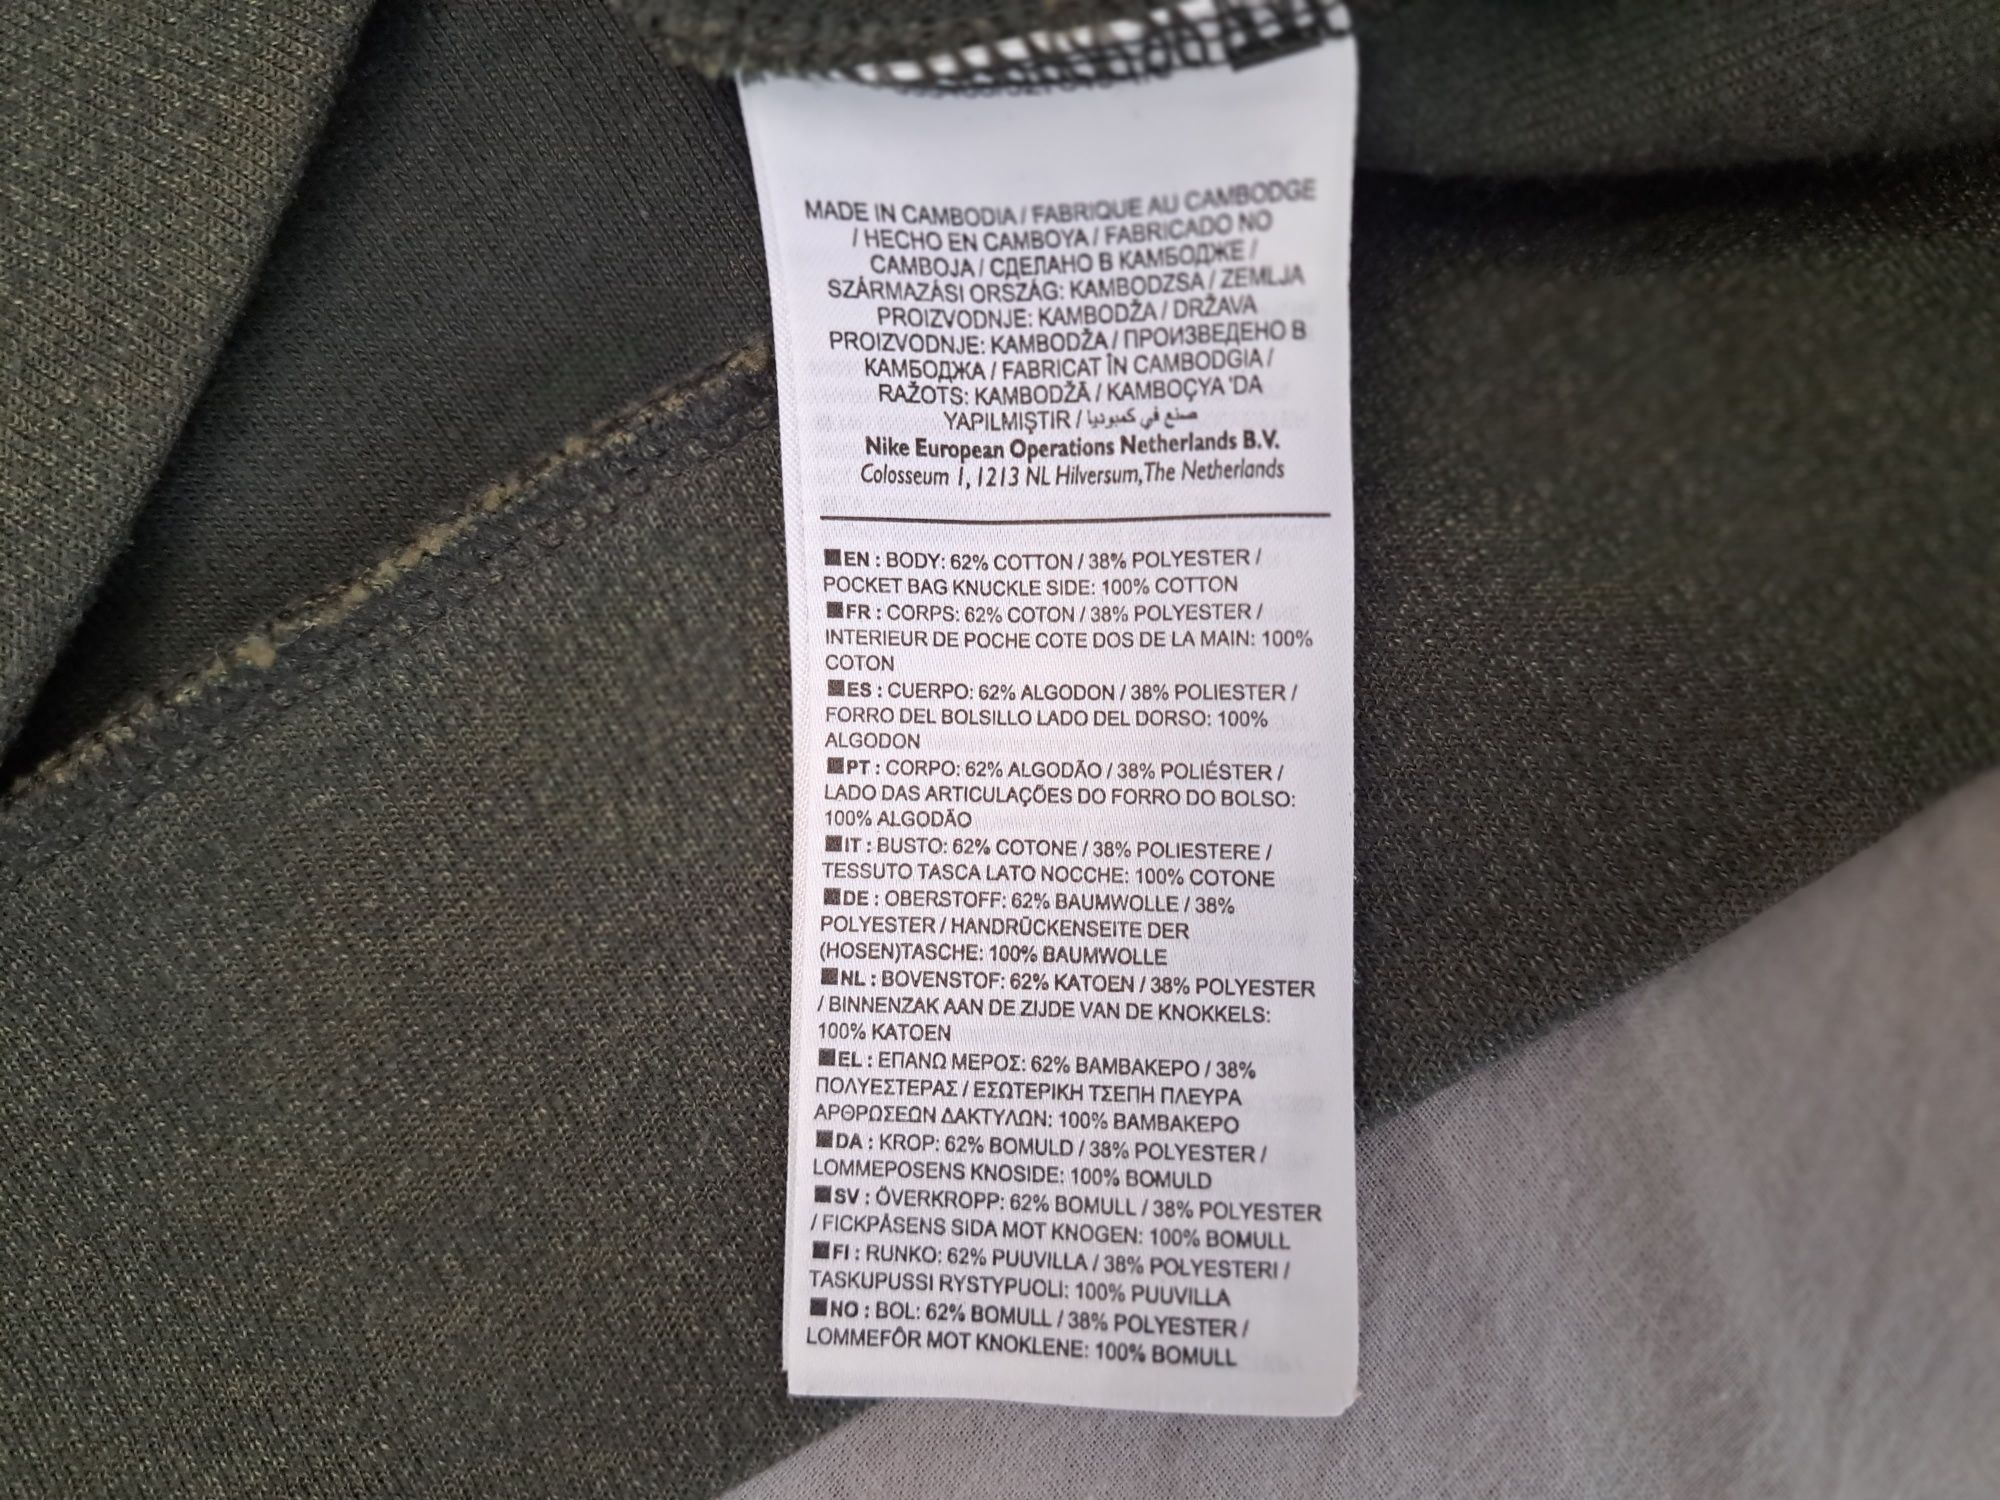 MADE IN CAMBODIA / FABRIQUE AU CAMBODGE
/ HECHO EN CAMBOYA / FABRICADO NO
CAMBOJA / СДЕЛАНО В КАМБОДЖЕ /
SZÁRMAZÁSI ORSZÁG: KAMBODZSA / ZEMLJA
PROIZVODNJE: KAMBODŽA / DRŽAVA
PROIZVODNJE: KAMBODŽA / ПРОИЗВЕДЕНО В
КАМБОДЖА / FABRICAT ÎN CAMBODGIA /
RAŽOTS: KAMBODŽĀ / KAMBOÇYA 'DA
YAPILMIŞTIR / صنع في كمبوديا
Nike European Operations Netherlands B.V.
Colosseum 1, 1213 NL Hilversum, The Netherlands
EN : BODY: 62% COTTON / 38% POLYESTER /
POCKET BAG KNUCKLE SIDE: 100% COTTON
FR : CORPS: 62% COTON / 38% POLYESTER /
INTERIEUR DE POCHE COTE DOS DE LA MAIN: 100%
COTON
ES : CUERPO: 62% ALGODON / 38% POLIESTER /
FORRO DEL BOLSILLO LADO DEL DORSO: 100%
ALGODON
PT : CORPO: 62% ALGODÃO / 38% POLIÉSTER /
LADO DAS ARTICULAÇÕES DO FORRO DO BOLSO:
100% ALGODÃO
IT : BUSTO: 62% COTONE / 38% POLIESTERE /
TESSUTO TASCA LATO NOCCHE: 100% COTONE
DE : OBERSTOFF: 62% BAUMWOLLE / 38%
POLYESTER / HANDRÜCKENSEITE DER
(HOSEN)TASCHE: 100% BAUMWOLLE
NL : BOVENSTOF: 62% KATOEN / 38% POLYESTER
/ BINNENZAK AAN DE ZIJDE VAN DE KNOKKELS:
100% KATOEN
EL : ΕΠΑΝΩ ΜΕΡΟΣ: 62% ΒΑΜΒΑΚΕΡΟ / 38%
ΠΟΛΥΕΣΤΕΡΑΣ / ΕΣΩΤΕΡΙΚΗ ΤΣΕΠΗ ΠΛΕΥΡΑ
ΑΡΘΡΩΣΕΩΝ ΔΑΚΤΥΛΩΝ: 100% ΒΑΜΒΑΚΕΡΟ
DA : KROP: 62% BOMULD / 38% POLYESTER /
LOMMEPOSENS KNOSIDE: 100% BOMULD
SV : ÖVERKROPP: 62% BOMULL / 38% POLYESTER
/ FICKPÅSENS SIDA MOT KNOGEN: 100% BOMULL
FI : RUNKO: 62% PUUVILLA / 38% POLYESTERI /
TASKUPUSSI RYSTYPUOLI: 100% PUUVILLA
NO : BOL: 62% BOMULL / 38% POLYESTER /
LOMMEFÔR MOT KNOKLENE: 100% BOMULL